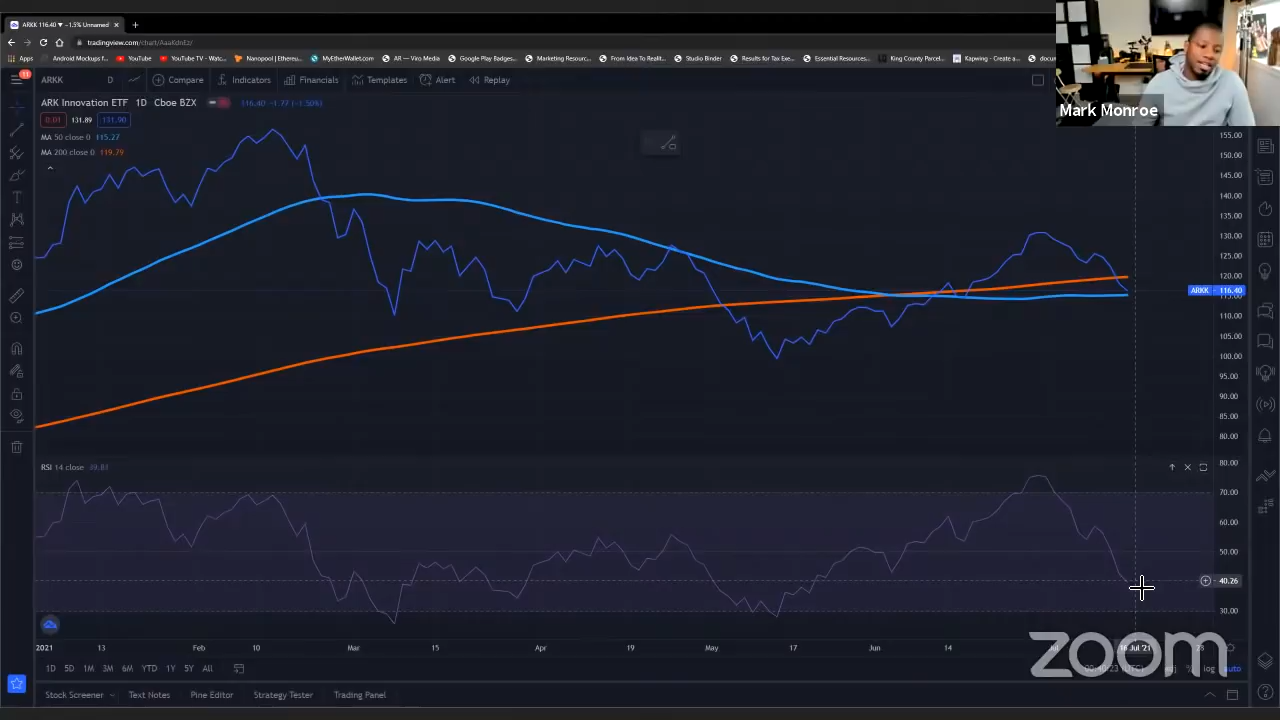 ARKK 116.40 ▼ −1.5% Unnamed
tradingview.com/chart/AaaKdnEz/
Apps Android Mockups f... YouTube YouTube TV - Watc... Nanopool | Ethereu... MyEtherWallet.com AR — Viro Media Google Play Badges... Marketing Resourc... From Idea To Realit... Studio Binder Results for Tax Exe... Essential Resources... King County Parcel... Kapwing - Create a...
11
ARKK D Compare Indicators Financials Templates Alert Replay
Mark Monroe
ARK Innovation ETF 1D Cboe BZX 116.40 −1.77 (−1.50%)
0.01 131.89 131.90
MA 50 close 0 115.27
MA 200 close 0 119.79
155.00
150.00
145.00
140.00
135.00
130.00
125.00
120.00
ARKK 116.40
115.00
110.00
105.00
100.00
95.00
90.00
85.00
80.00
RSI 14 close 39.81
80.00
70.00
60.00
50.00
40.26
30.00
2021 13 Feb 10 Mar 15 Apr 19 May 17 Jun 14 Jul 16 Jul '21 28
1D 5D 1M 3M 6M YTD 1Y 5Y All
% log auto
zoom
Stock Screener Text Notes Pine Editor Strategy Tester Trading Panel